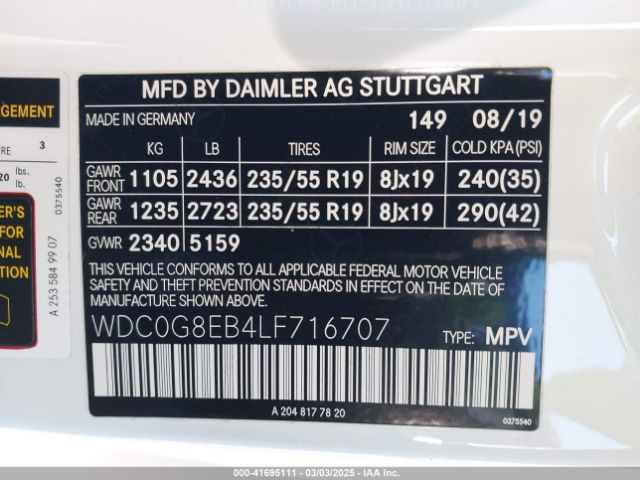 MFD BY DAIMLER AG STUTTGART
MADE IN GERMANY 149 08/19
KG LB TIRES RIM SIZE COLD KPA (PSI)
GAWR FRONT 1105 2436 235/55 R19 8Jx19 240(35)
GAWR REAR 1235 2723 235/55 R19 8Jx19 290(42)
GVWR 2340 5159
THIS VEHICLE CONFORMS TO ALL APPLICABLE FEDERAL MOTOR VEHICLE
SAFETY AND THEFT PREVENTION STANDARDS IN EFFECT ON THE DATE
OF MANUFACTURE SHOWN ABOVE.
WDC0G8EB4LF716707 TYPE: MPV
A 204 817 78 20
0375540
GEMENT
RE 3
20 lbs.
lb.
0375540
ER'S
FOR
ONAL
TION
A 253 584 99 07
000-41695111 - 03/03/2025 - IAA Inc.